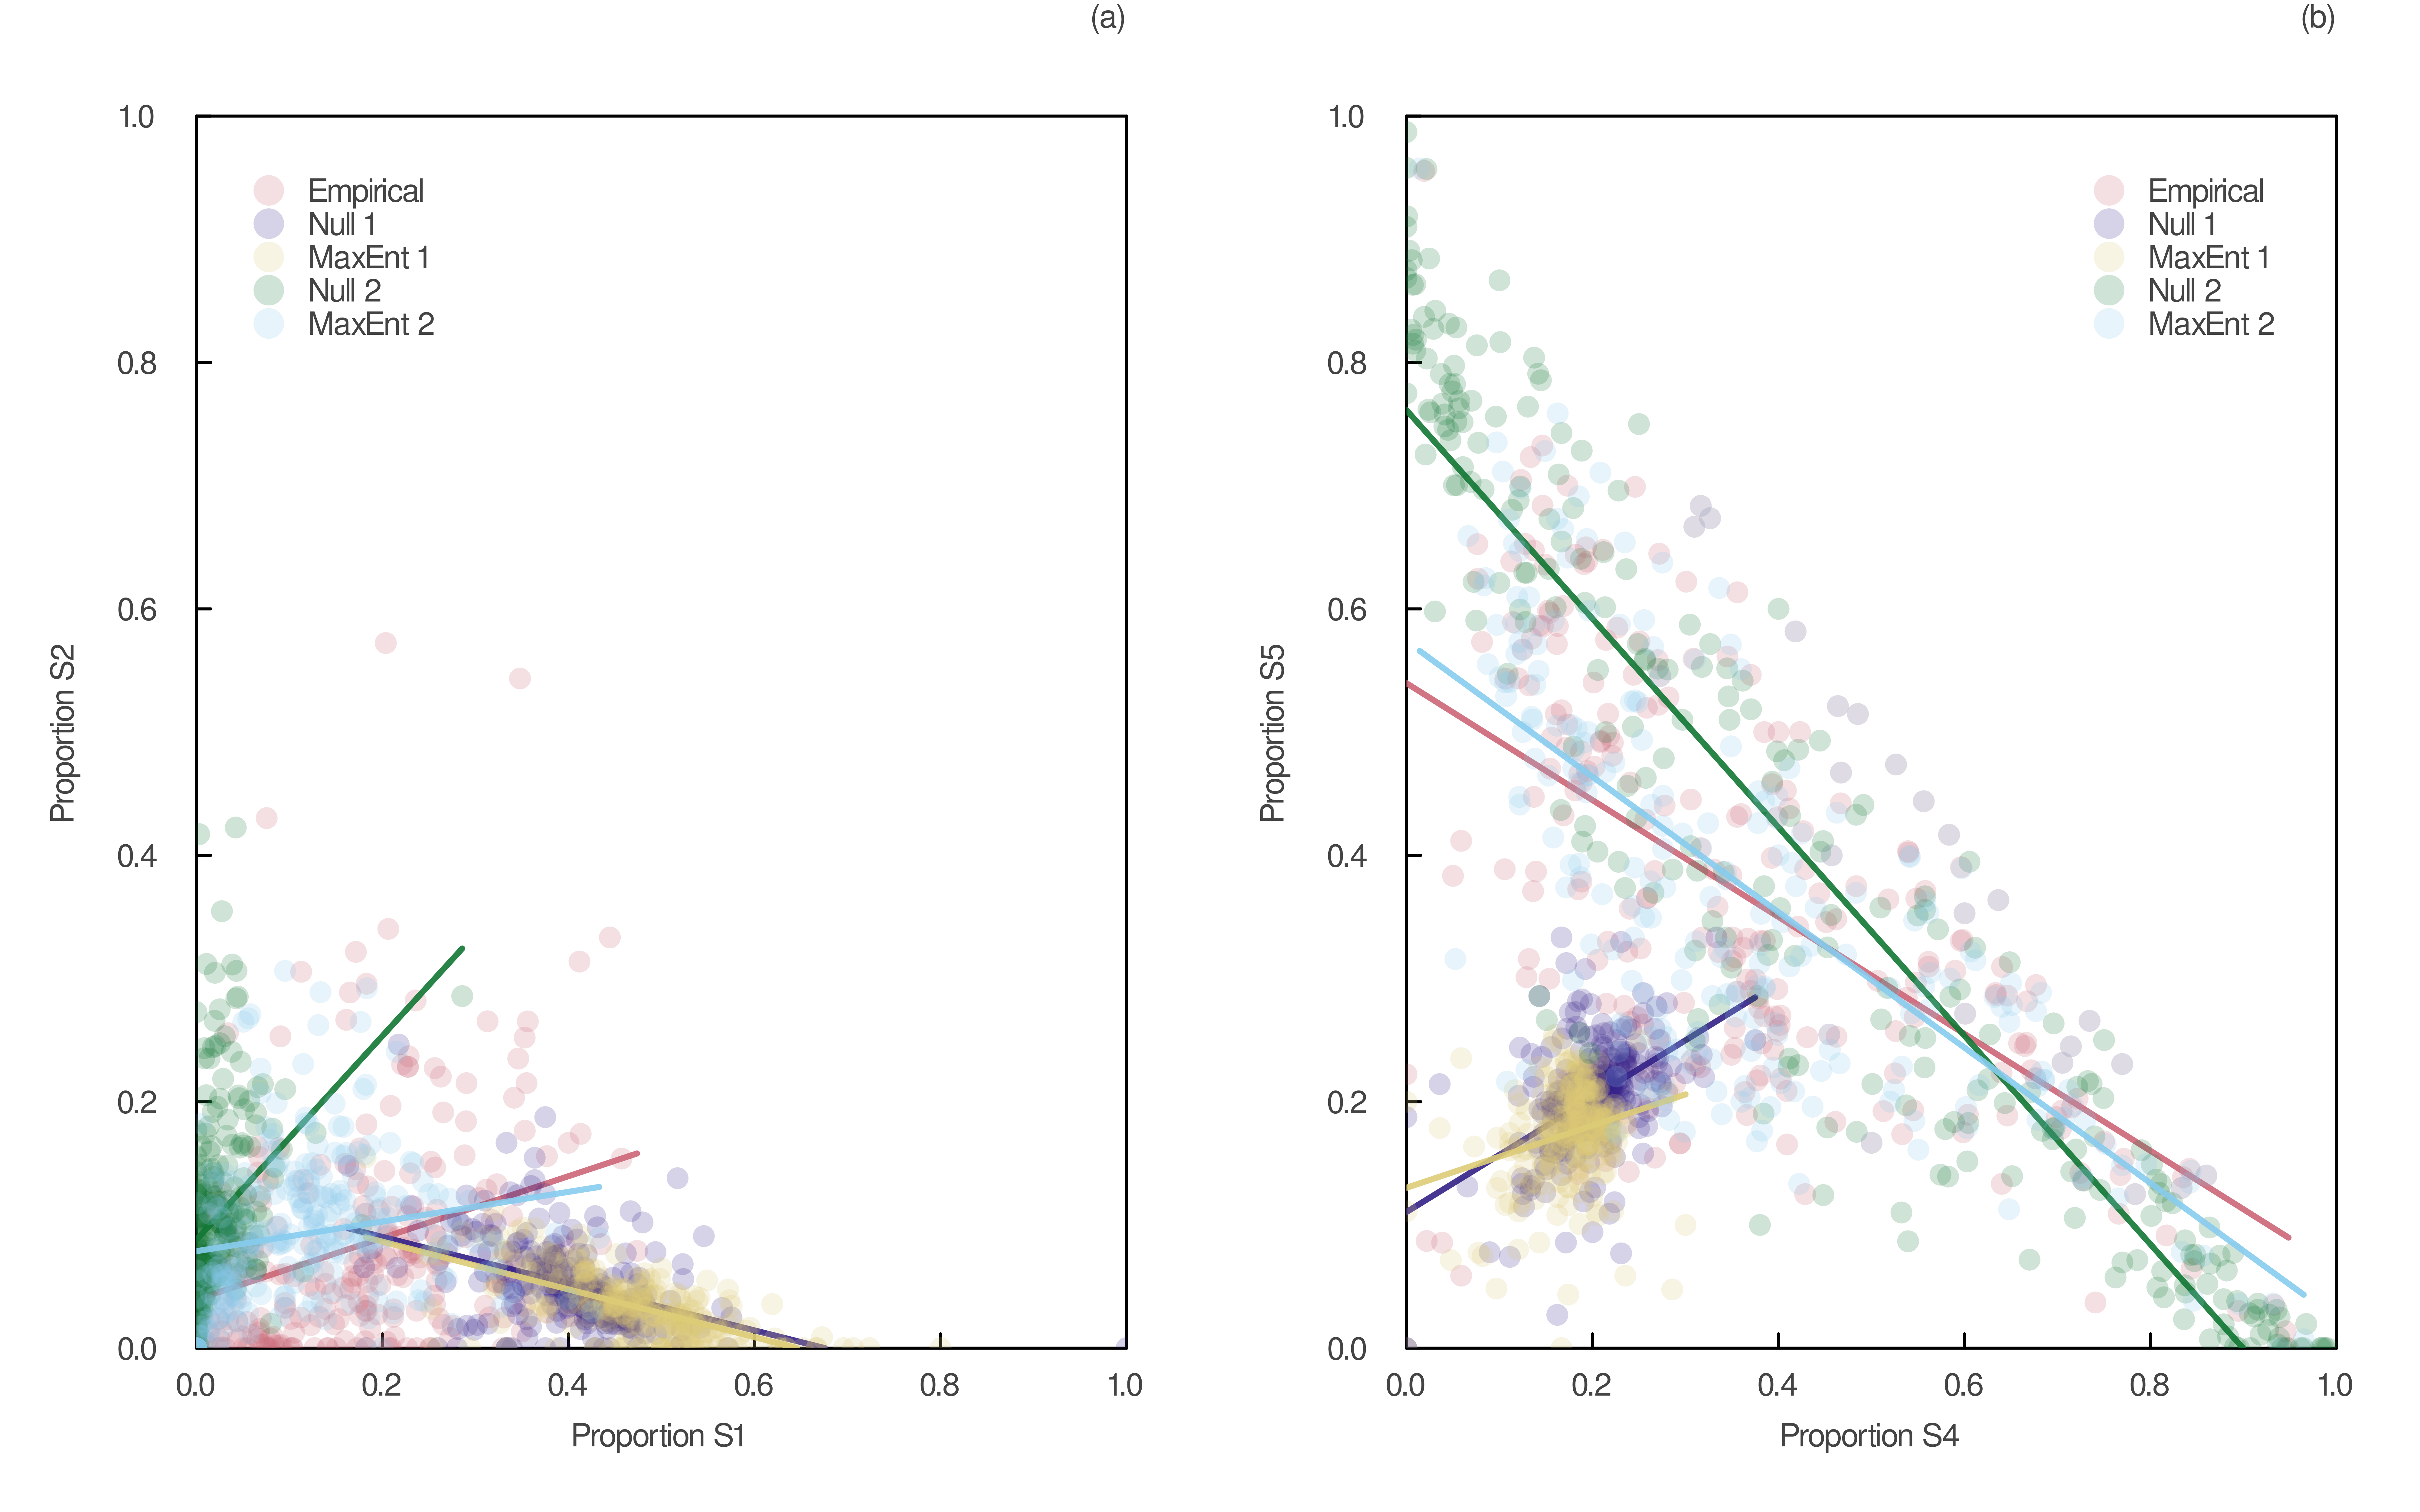 (a)
1.0
0.8
0.6
0.4
0.2
0.0
Proportion S2
Empirical
Null 1
MaxEnt 1
Null 2
MaxEnt 2
0.0 0.2 0.4 0.6 0.8 1.0
Proportion S1
(b)
1.0
0.8
0.6
0.4
0.2
0.0
Proportion S5
Empirical
Null 1
MaxEnt 1
Null 2
MaxEnt 2
0.0 0.2 0.4 0.6 0.8 1.0
Proportion S4